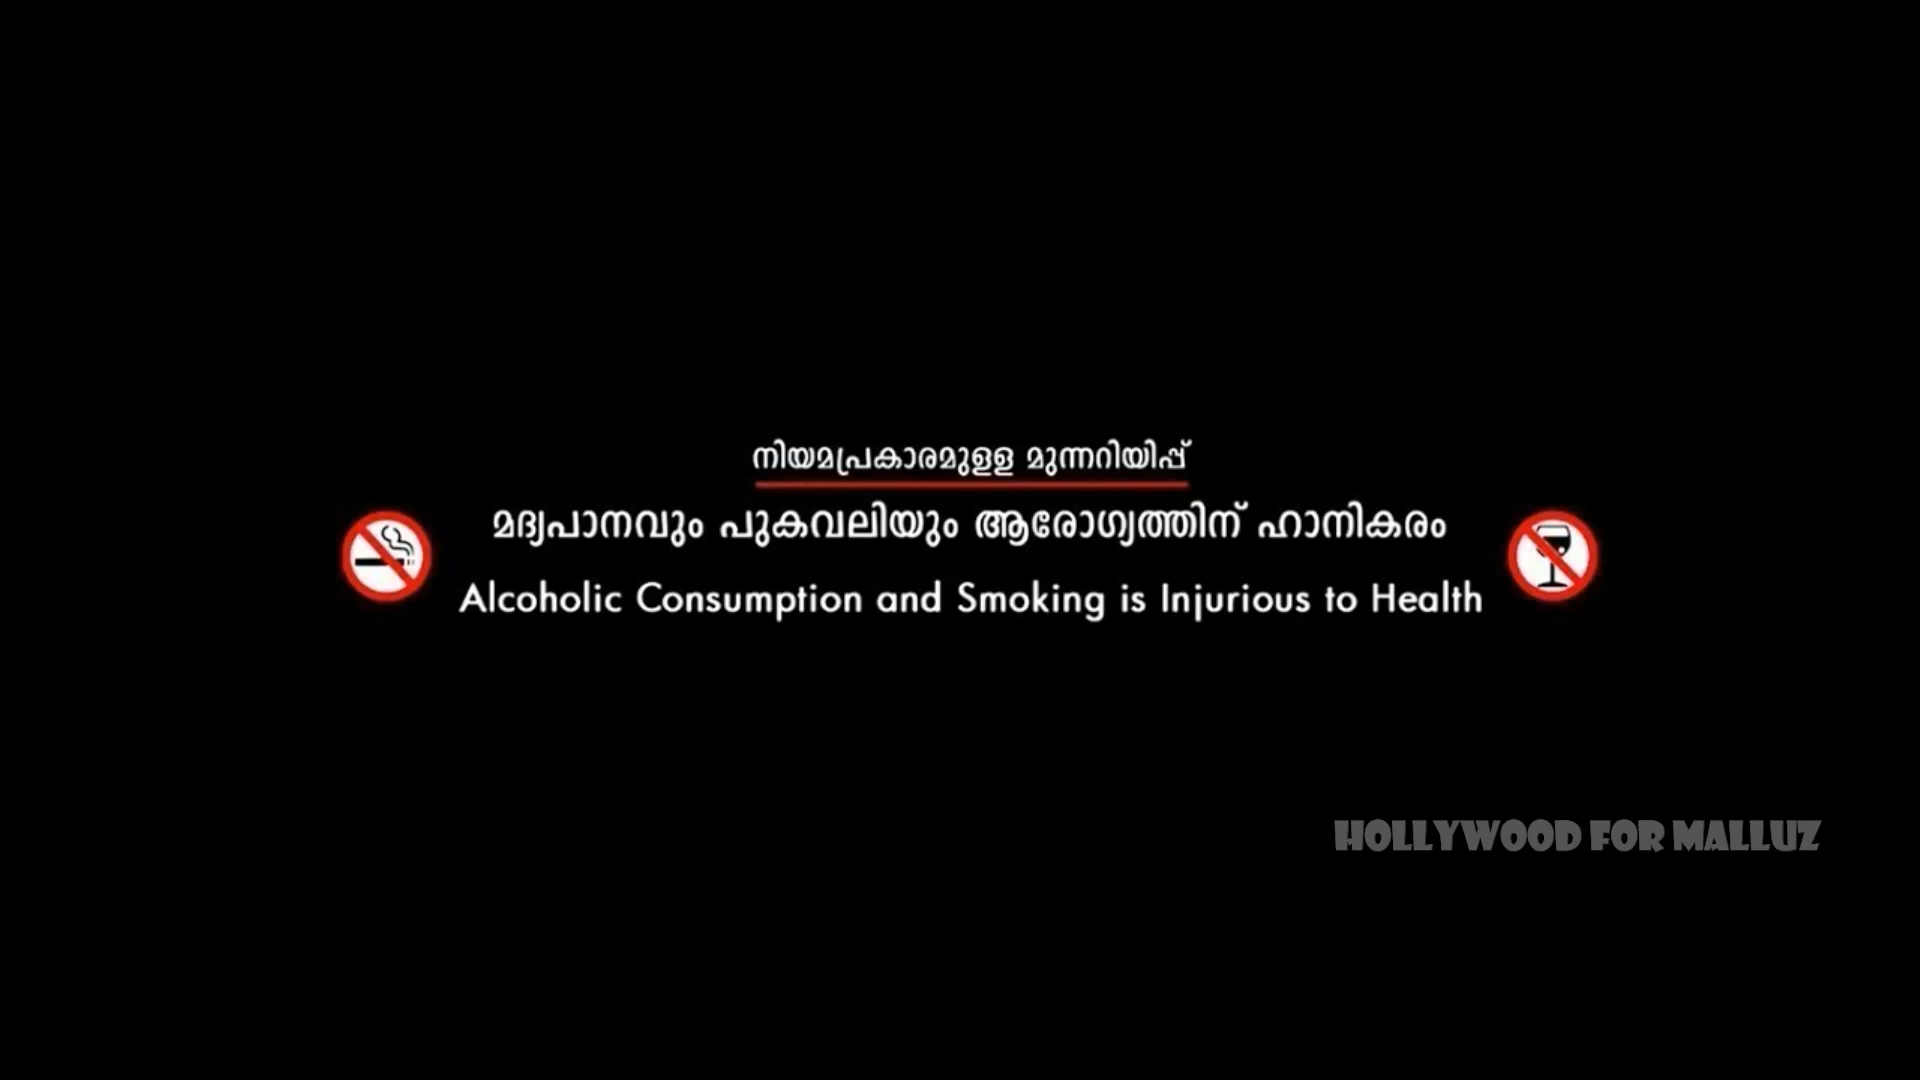 നിയമപ്രകാരമുളള മുന്നറിയിപ്പ്
മദ്യപാനവും പുകവലിയും ആരോഗ്യത്തിന് ഹാനികരം
Alcoholic Consumption and Smoking is Injurious to Health
HOLLYWOOD FOR MALLUZ